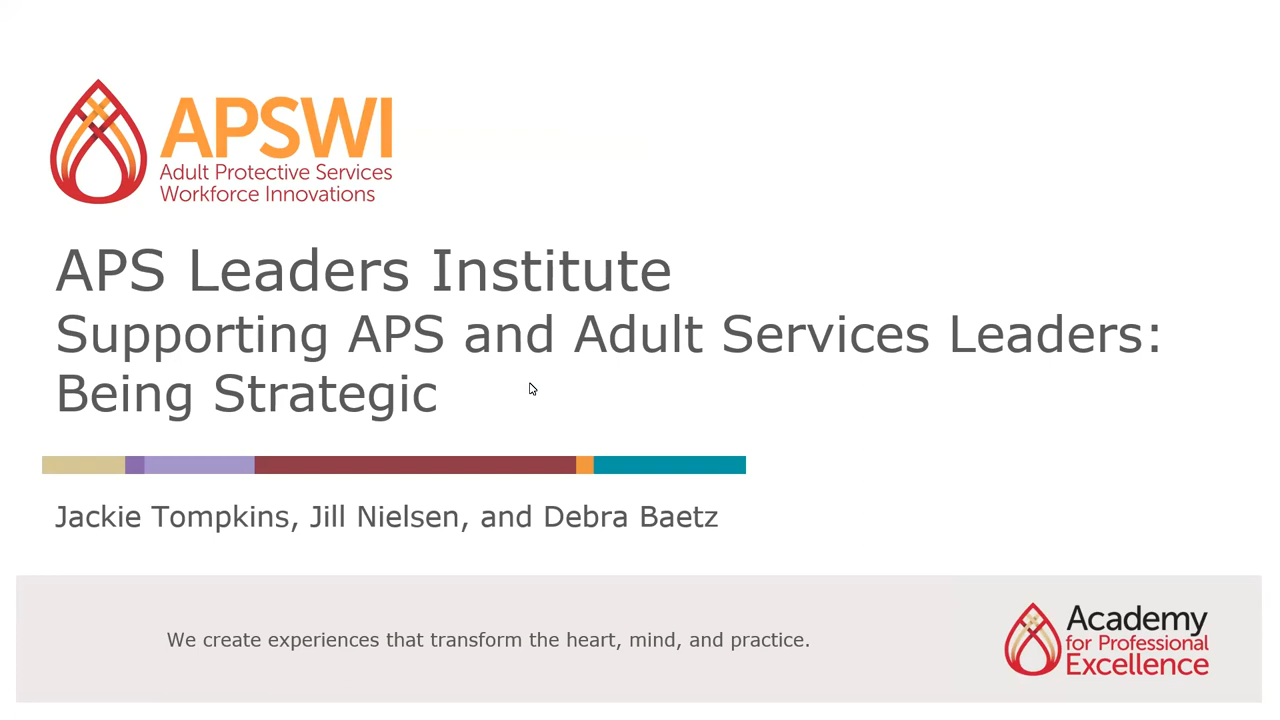 APSWI
Adult Protective Services
Workforce Innovations
APS Leaders Institute
Supporting APS and Adult Services Leaders:
Being Strategic
Jackie Tompkins, Jill Nielsen, and Debra Baetz
We create experiences that transform the heart, mind, and practice.
Academy
for Professional
Excellence